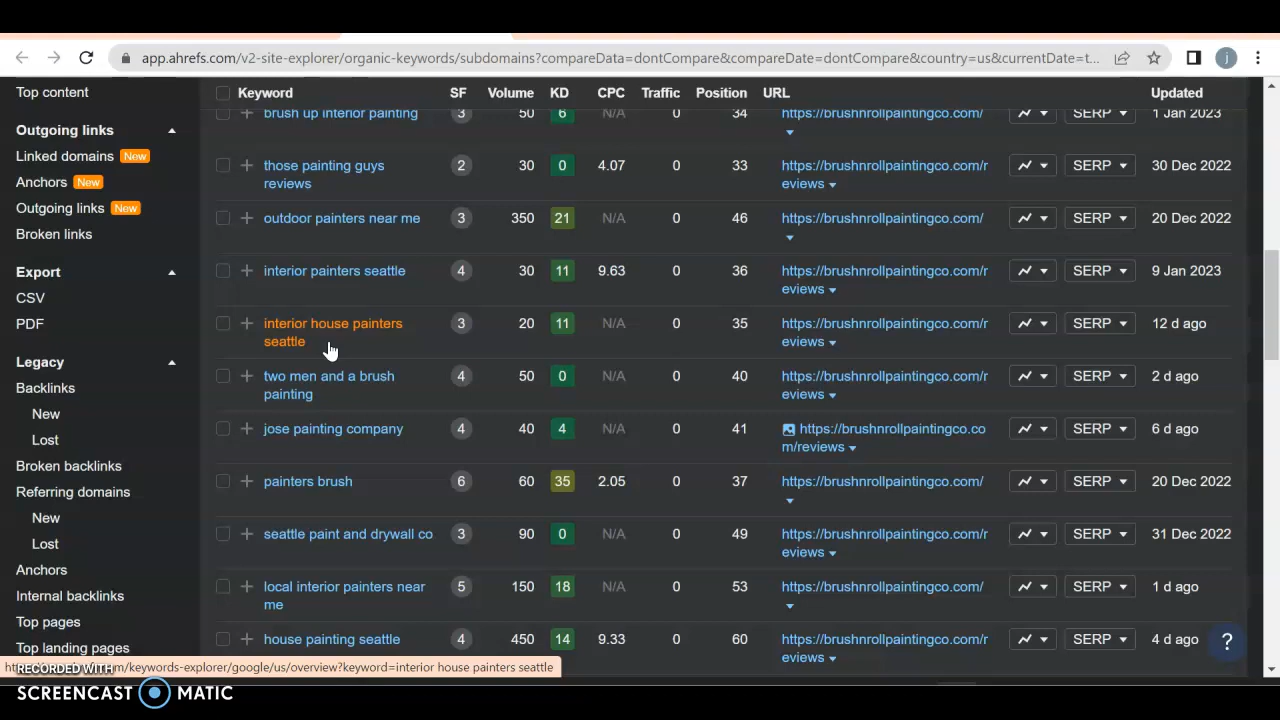 app.ahrefs.com/v2-site-explorer/organic-keywords/subdomains?compareData=dontCompare&compareDate=dontCompare&country=us&currentDate=t...
j
Top content
Outgoing links
Linked domains New
Anchors New
Outgoing links New
Broken links
Export
CSV
PDF
Legacy
Backlinks
New
Lost
Broken backlinks
Referring domains
New
Lost
Anchors
Internal backlinks
Top pages
Top landing pages
Keyword SF Volume KD CPC Traffic Position URL Updated
brush up interior painting 3 50 6 N/A 0 34 https://brushnrollpaintingco.com/ SERP 1 Jan 2023
those painting guys 2 30 0 4.07 0 33 https://brushnrollpaintingco.com/r SERP 30 Dec 2022
reviews eviews
outdoor painters near me 3 350 21 N/A 0 46 https://brushnrollpaintingco.com/ SERP 20 Dec 2022
interior painters seattle 4 30 11 9.63 0 36 https://brushnrollpaintingco.com/r SERP 9 Jan 2023
eviews
interior house painters 3 20 11 N/A 0 35 https://brushnrollpaintingco.com/r SERP 12 d ago
seattle eviews
two men and a brush 4 50 0 N/A 0 40 https://brushnrollpaintingco.com/r SERP 2 d ago
painting eviews
jose painting company 4 40 4 N/A 0 41 https://brushnrollpaintingco.co SERP 6 d ago
m/reviews
painters brush 6 60 35 2.05 0 37 https://brushnrollpaintingco.com/ SERP 20 Dec 2022
seattle paint and drywall co 3 90 0 N/A 0 49 https://brushnrollpaintingco.com/r SERP 31 Dec 2022
eviews
local interior painters near 5 150 18 N/A 0 53 https://brushnrollpaintingco.com/ SERP 1 d ago
me
house painting seattle 4 450 14 9.33 0 60 https://brushnrollpaintingco.com/r SERP 4 d ago
eviews
?
m/keywords-explorer/google/us/overview?keyword=interior house painters seattle
RECORDED WITH
SCREENCAST MATIC